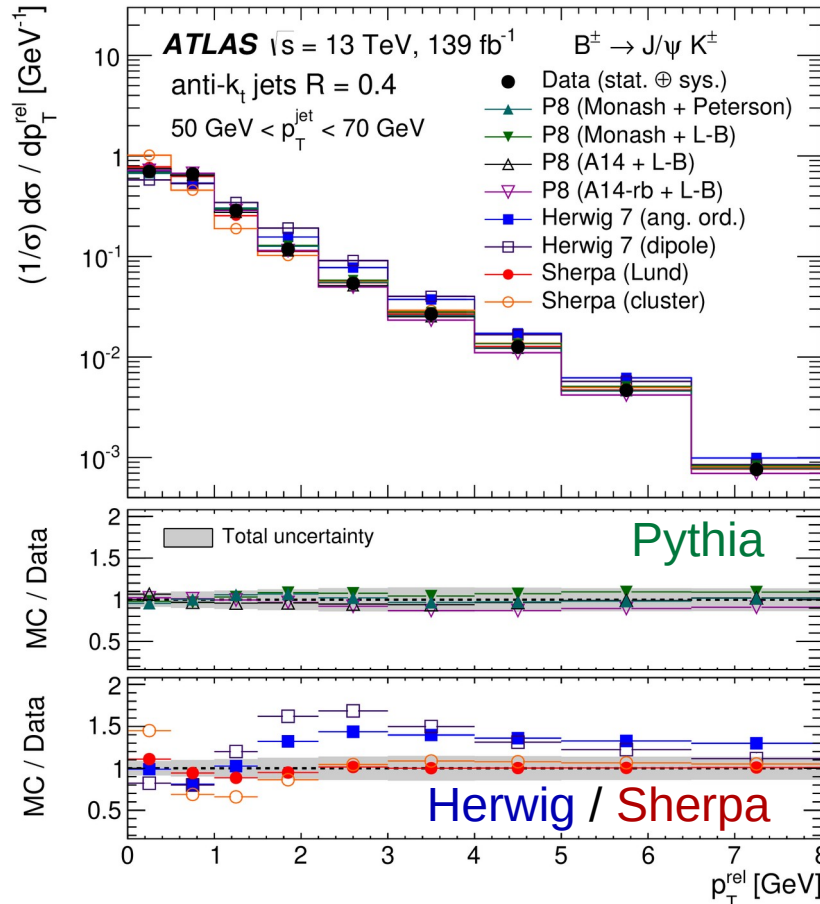 ATLAS √s = 13 TeV, 139 fb⁻¹ B± → J/ψ K±
anti-kₜ jets R = 0.4
50 GeV < p_T^jet < 70 GeV
Data (stat. ⊕ sys.)
P8 (Monash + Peterson)
P8 (Monash + L-B)
P8 (A14 + L-B)
P8 (A14-rb + L-B)
Herwig 7 (ang. ord.)
Herwig 7 (dipole)
Sherpa (Lund)
Sherpa (cluster)
(1/σ) dσ / dp_T^rel [GeV⁻¹]
10
1
10⁻¹
10⁻²
10⁻³
Total uncertainty
Pythia
MC / Data
2
1.5
1
0.5
Herwig / Sherpa
MC / Data
2
1.5
1
0.5
0 1 2 3 4 5 6 7 8
p_T^rel [GeV]